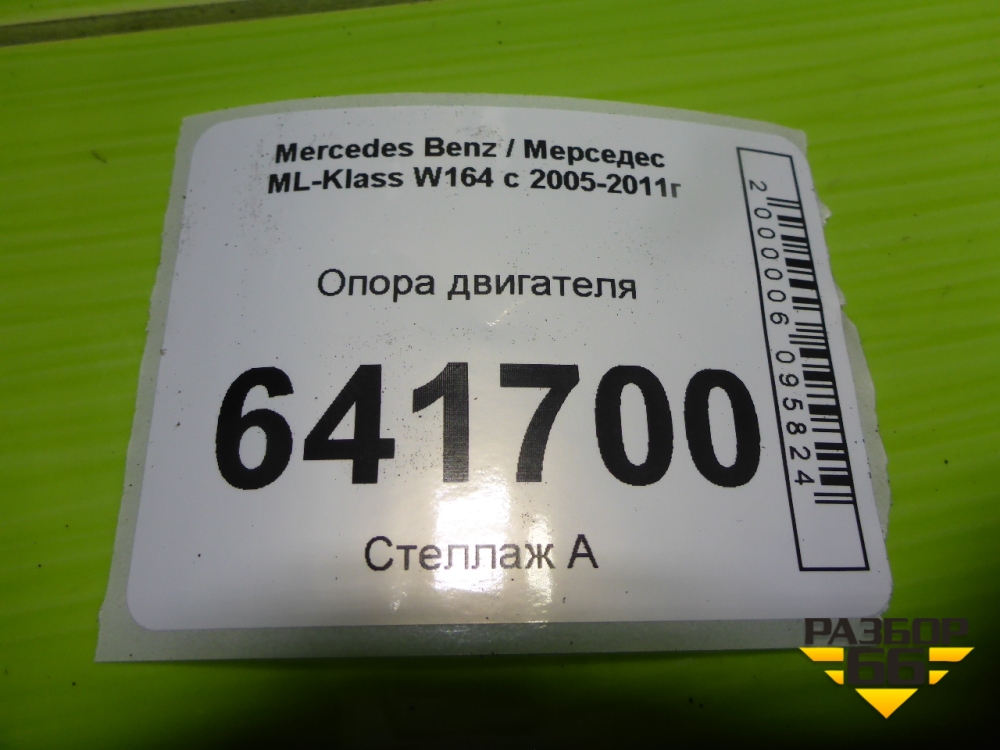 Mercedes Benz / Мерседес
ML-Klass W164 с 2005-2011г
Опора двигателя
641700
Стеллаж А
2000006095824
РАЗБОР
66